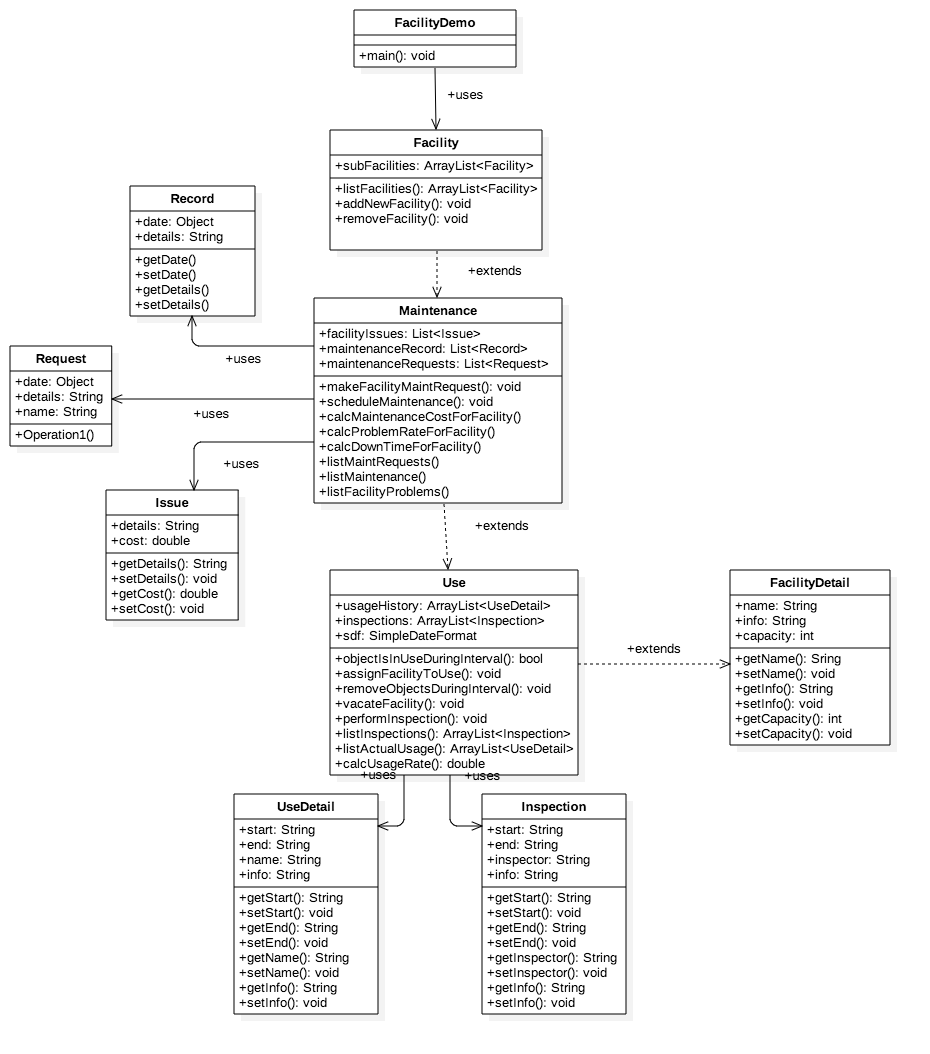 FacilityDemo
+main(): void
+uses
Facility
+subFacilities: ArrayList<Facility>
+listFacilities(): ArrayList<Facility>
+addNewFacility(): void
+removeFacility(): void
+extends
Record
+date: Object
+details: String
+getDate()
+setDate()
+getDetails()
+setDetails()
Maintenance
+facilityIssues: List<Issue>
+maintenanceRecord: List<Record>
+maintenanceRequests: List<Request>
+makeFacilityMaintRequest(): void
+scheduleMaintenance(): void
+calcMaintenanceCostForFacility()
+calcProblemRateForFacility()
+calcDownTimeForFacility()
+listMaintRequests()
+listMaintenance()
+listFacilityProblems()
+uses
Request
+date: Object
+details: String
+name: String
+Operation1()
+uses
+uses
Issue
+details: String
+cost: double
+getDetails(): String
+setDetails(): void
+getCost(): double
+setCost(): void
+extends
Use
+usageHistory: ArrayList<UseDetail>
+inspections: ArrayList<Inspection>
+sdf: SimpleDateFormat
+objectIsInUseDuringInterval(): bool
+assignFacilityToUse(): void
+removeObjectsDuringInterval(): void
+vacateFacility(): void
+performInspection(): void
+listInspections(): ArrayList<Inspection>
+listActualUsage(): ArrayList<UseDetail>
+calcUsageRate(): double
+extends
FacilityDetail
+name: String
+info: String
+capacity: int
+getName(): Sring
+setName(): void
+getInfo(): String
+setInfo(): void
+getCapacity(): int
+setCapacity(): void
+uses
+uses
UseDetail
+start: String
+end: String
+name: String
+info: String
+getStart(): String
+setStart(): void
+getEnd(): String
+setEnd(): void
+getName(): String
+setName(): void
+getInfo(): String
+setInfo(): void
Inspection
+start: String
+end: String
+inspector: String
+info: String
+getStart(): String
+setStart(): void
+getEnd(): String
+setEnd(): void
+getInspector(): String
+setInspector(): void
+getInfo(): String
+setInfo(): void